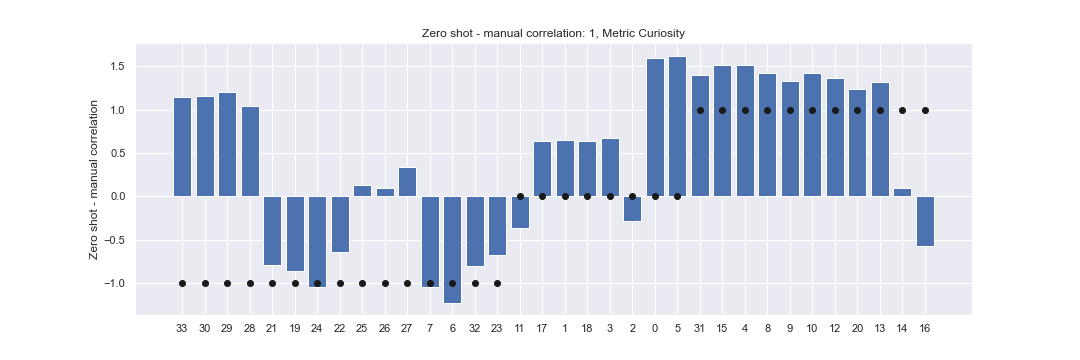 Zero shot - manual correlation: 1, Metric Curiosity
Zero shot - manual correlation
1.5
1.0
0.5
0.0
−0.5
−1.0
33 30 29 28 21 19 24 22 25 26 27 7 6 32 23 11 17 1 18 3 2 0 5 31 15 4 8 9 10 12 20 13 14 16